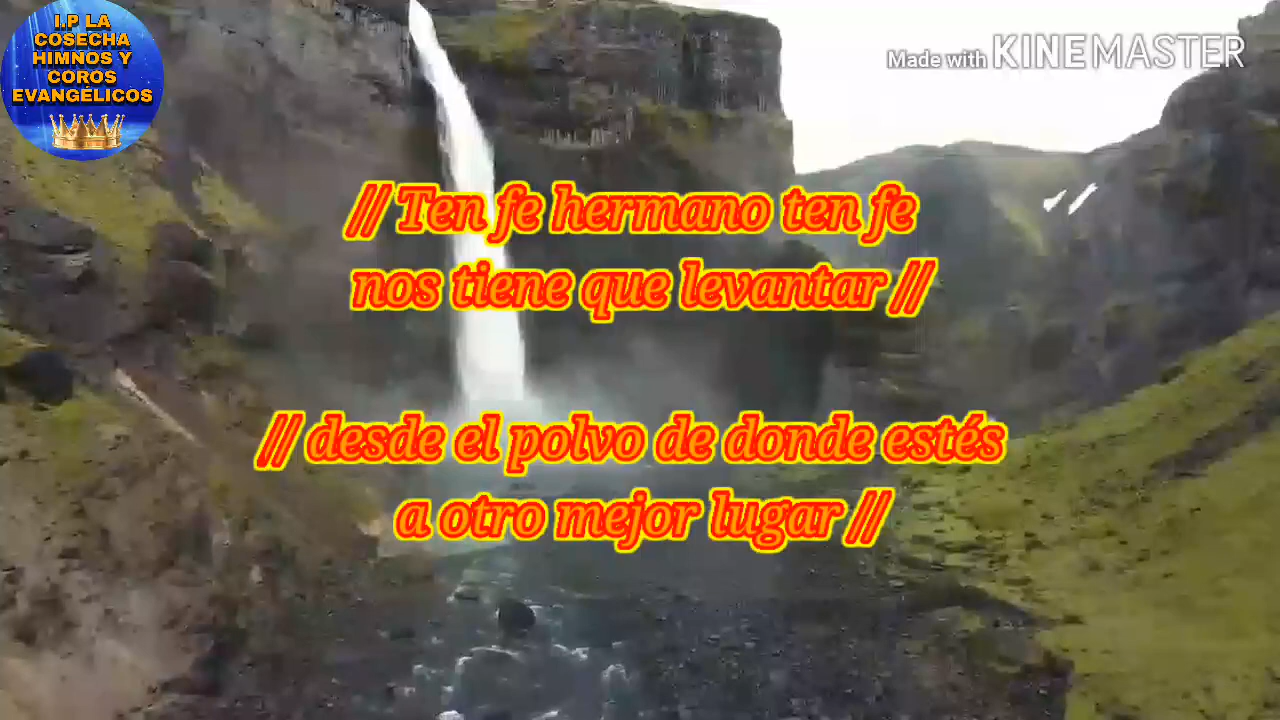 I.P LA
COSECHA
HIMNOS Y
COROS
EVANGÉLICOS
Made with KINEMASTER
// Ten fe hermano ten fe
nos tiene que levantar //
// desde el polvo de donde estés
a otro mejor lugar //